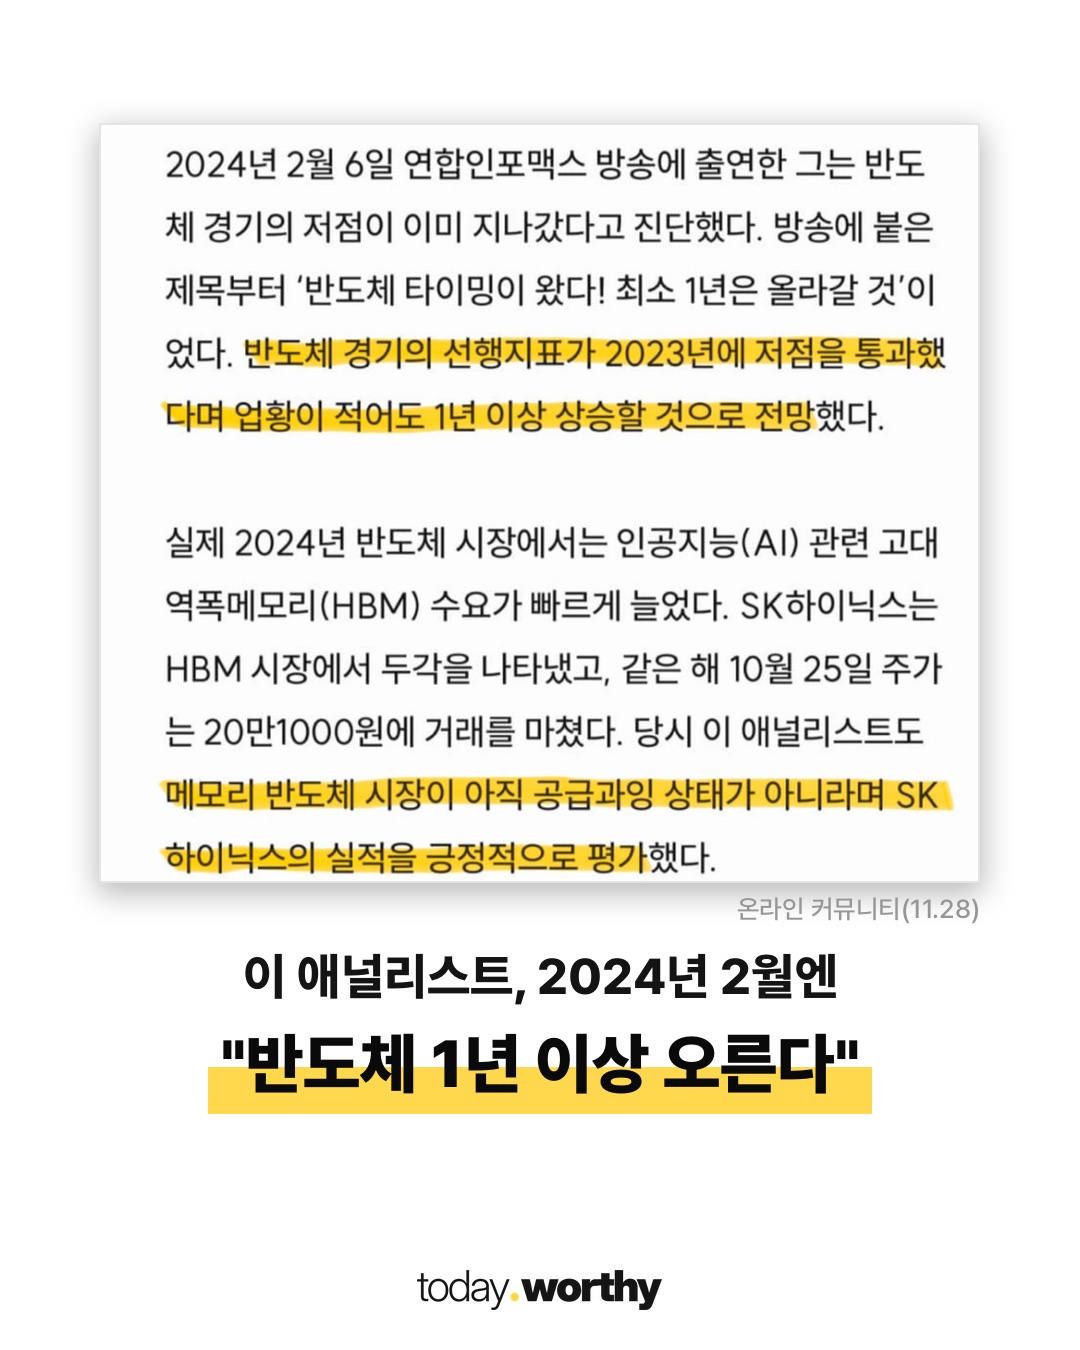 2024년 2월 6일 연합인포맥스 방송에 출연한 그는 반도
체 경기의 저점이 이미 지나갔다고 진단했다. 방송에 붙은
제목부터 ‘반도체 타이밍이 왔다! 최소 1년은 올라갈 것’이
었다. 반도체 경기의 선행지표가 2023년에 저점을 통과했
다며 업황이 적어도 1년 이상 상승할 것으로 전망했다.
실제 2024년 반도체 시장에서는 인공지능(AI) 관련 고대
역폭메모리(HBM) 수요가 빠르게 늘었다. SK하이닉스는
HBM 시장에서 두각을 나타냈고, 같은 해 10월 25일 주가
는 20만1000원에 거래를 마쳤다. 당시 이 애널리스트도
메모리 반도체 시장이 아직 공급과잉 상태가 아니라며 SK
하이닉스의 실적을 긍정적으로 평가했다.
온라인 커뮤니티(11.28)
이 애널리스트, 2024년 2월엔
"반도체 1년 이상 오른다"
today.worthy